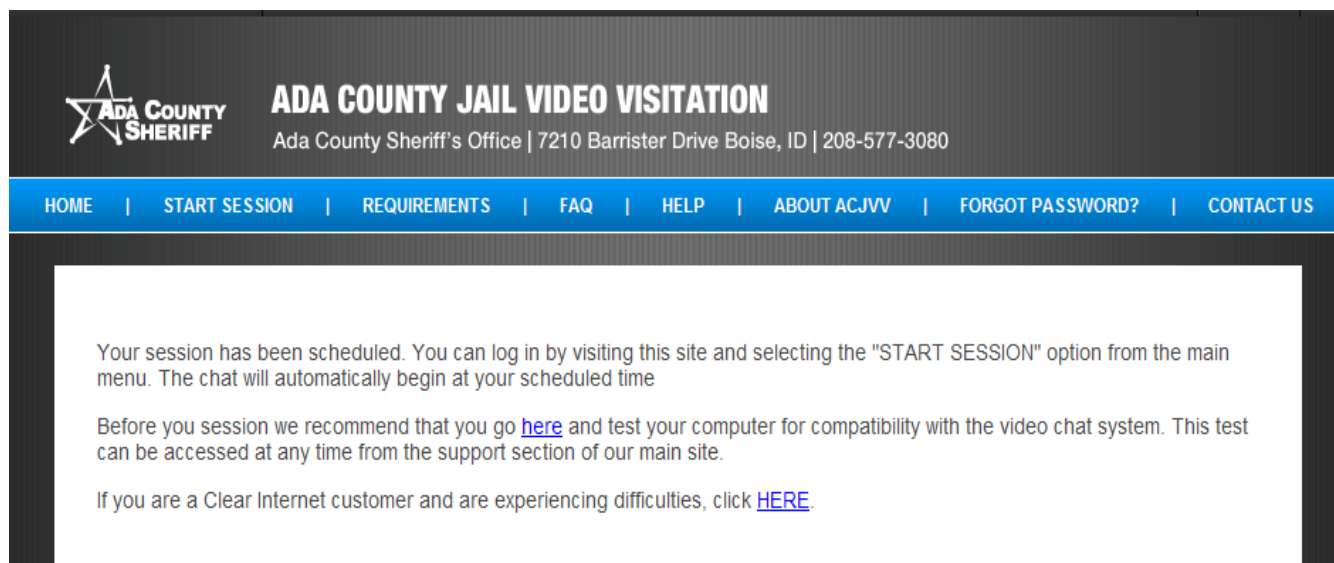 ADA COUNTY
SHERIFF
ADA COUNTY JAIL VIDEO VISITATION
Ada County Sheriff's Office | 7210 Barrister Drive Boise, ID | 208-577-3080
HOME | START SESSION | REQUIREMENTS | FAQ | HELP | ABOUT ACJVV | FORGOT PASSWORD? | CONTACT US
Your session has been scheduled. You can log in by visiting this site and selecting the "START SESSION" option from the main
menu. The chat will automatically begin at your scheduled time
Before you session we recommend that you go here and test your computer for compatibility with the video chat system. This test
can be accessed at any time from the support section of our main site.
If you are a Clear Internet customer and are experiencing difficulties, click HERE.